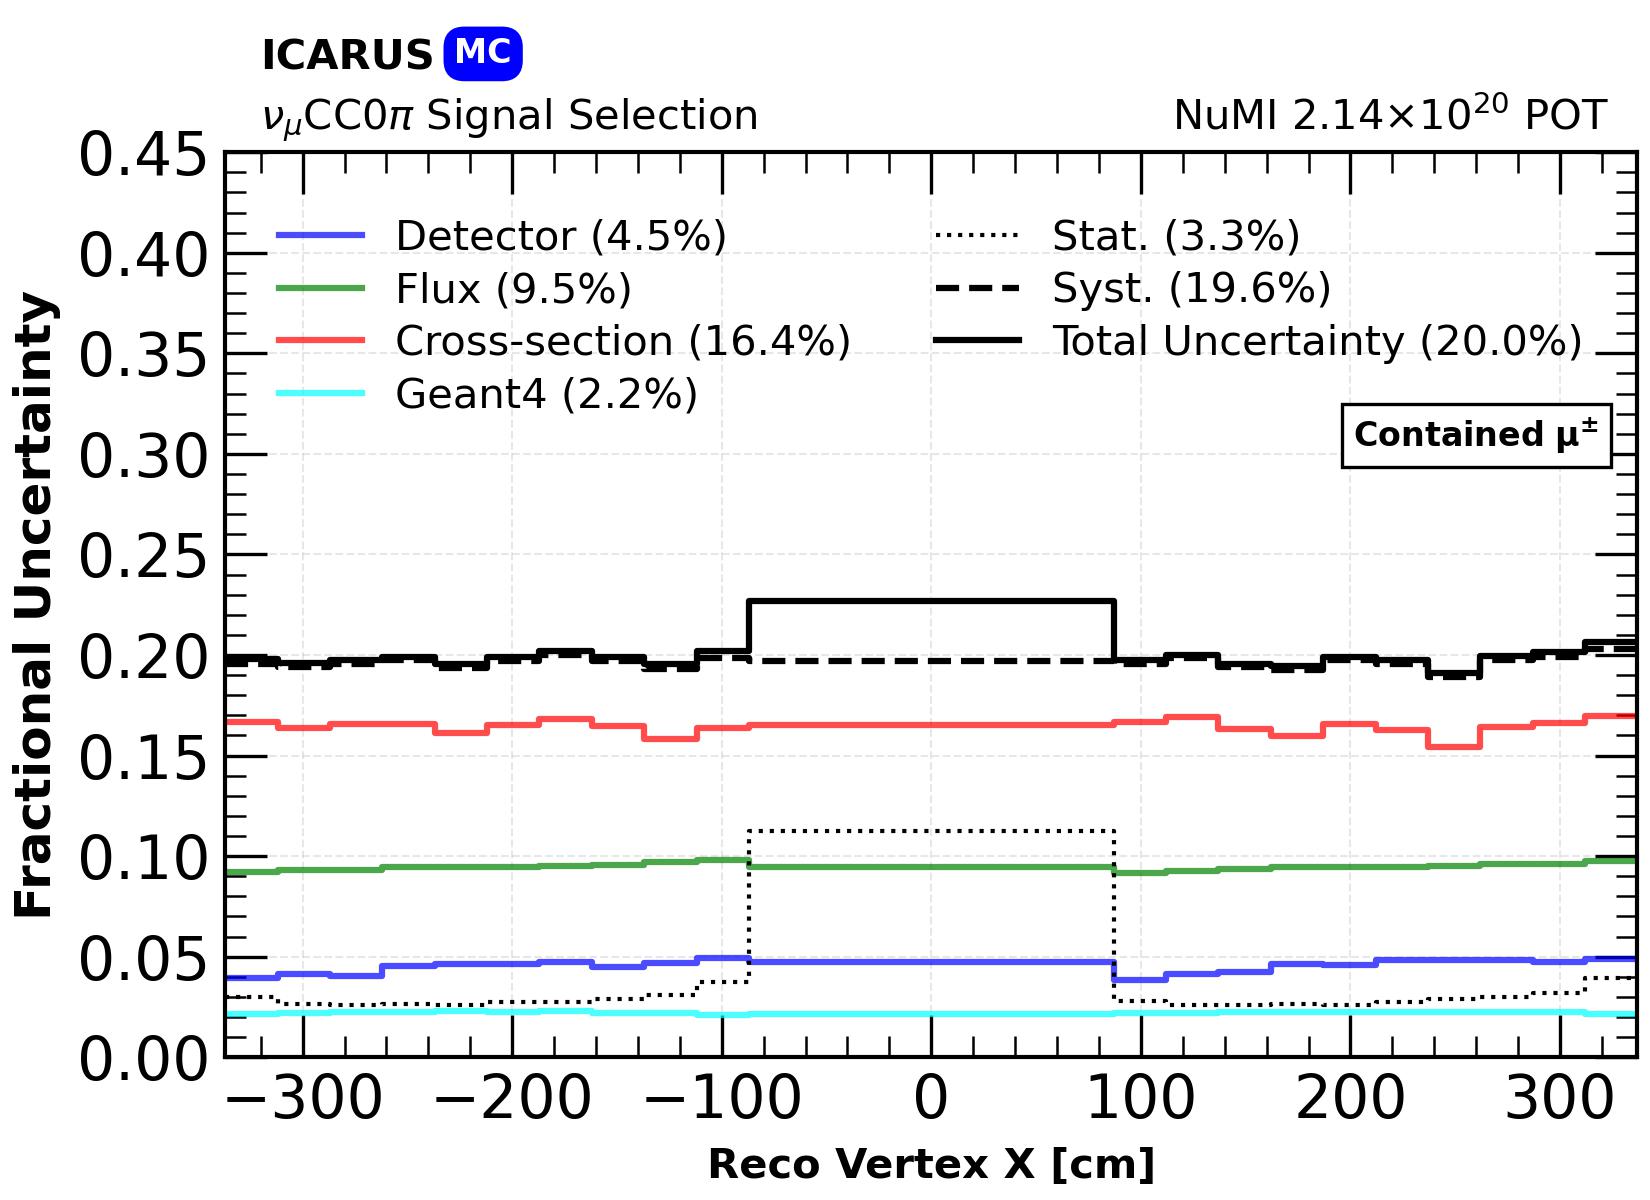 ICARUS MC
νμCC0π Signal Selection NuMI 2.14×10²⁰ POT
Detector (4.5%)
Flux (9.5%)
Cross-section (16.4%)
Geant4 (2.2%)
Stat. (3.3%)
Syst. (19.6%)
Total Uncertainty (20.0%)
Contained μ±
Fractional Uncertainty
0.45
0.40
0.35
0.30
0.25
0.20
0.15
0.10
0.05
0.00
−300 −200 −100 0 100 200 300
Reco Vertex X [cm]